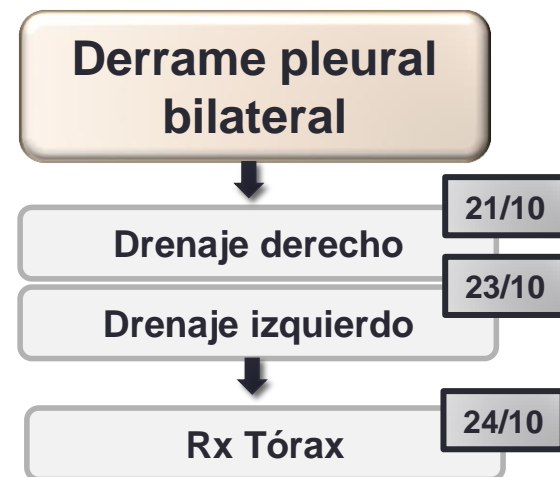 Derrame pleural
bilateral
21/10
Drenaje derecho
23/10
Drenaje izquierdo
24/10
Rx Tórax